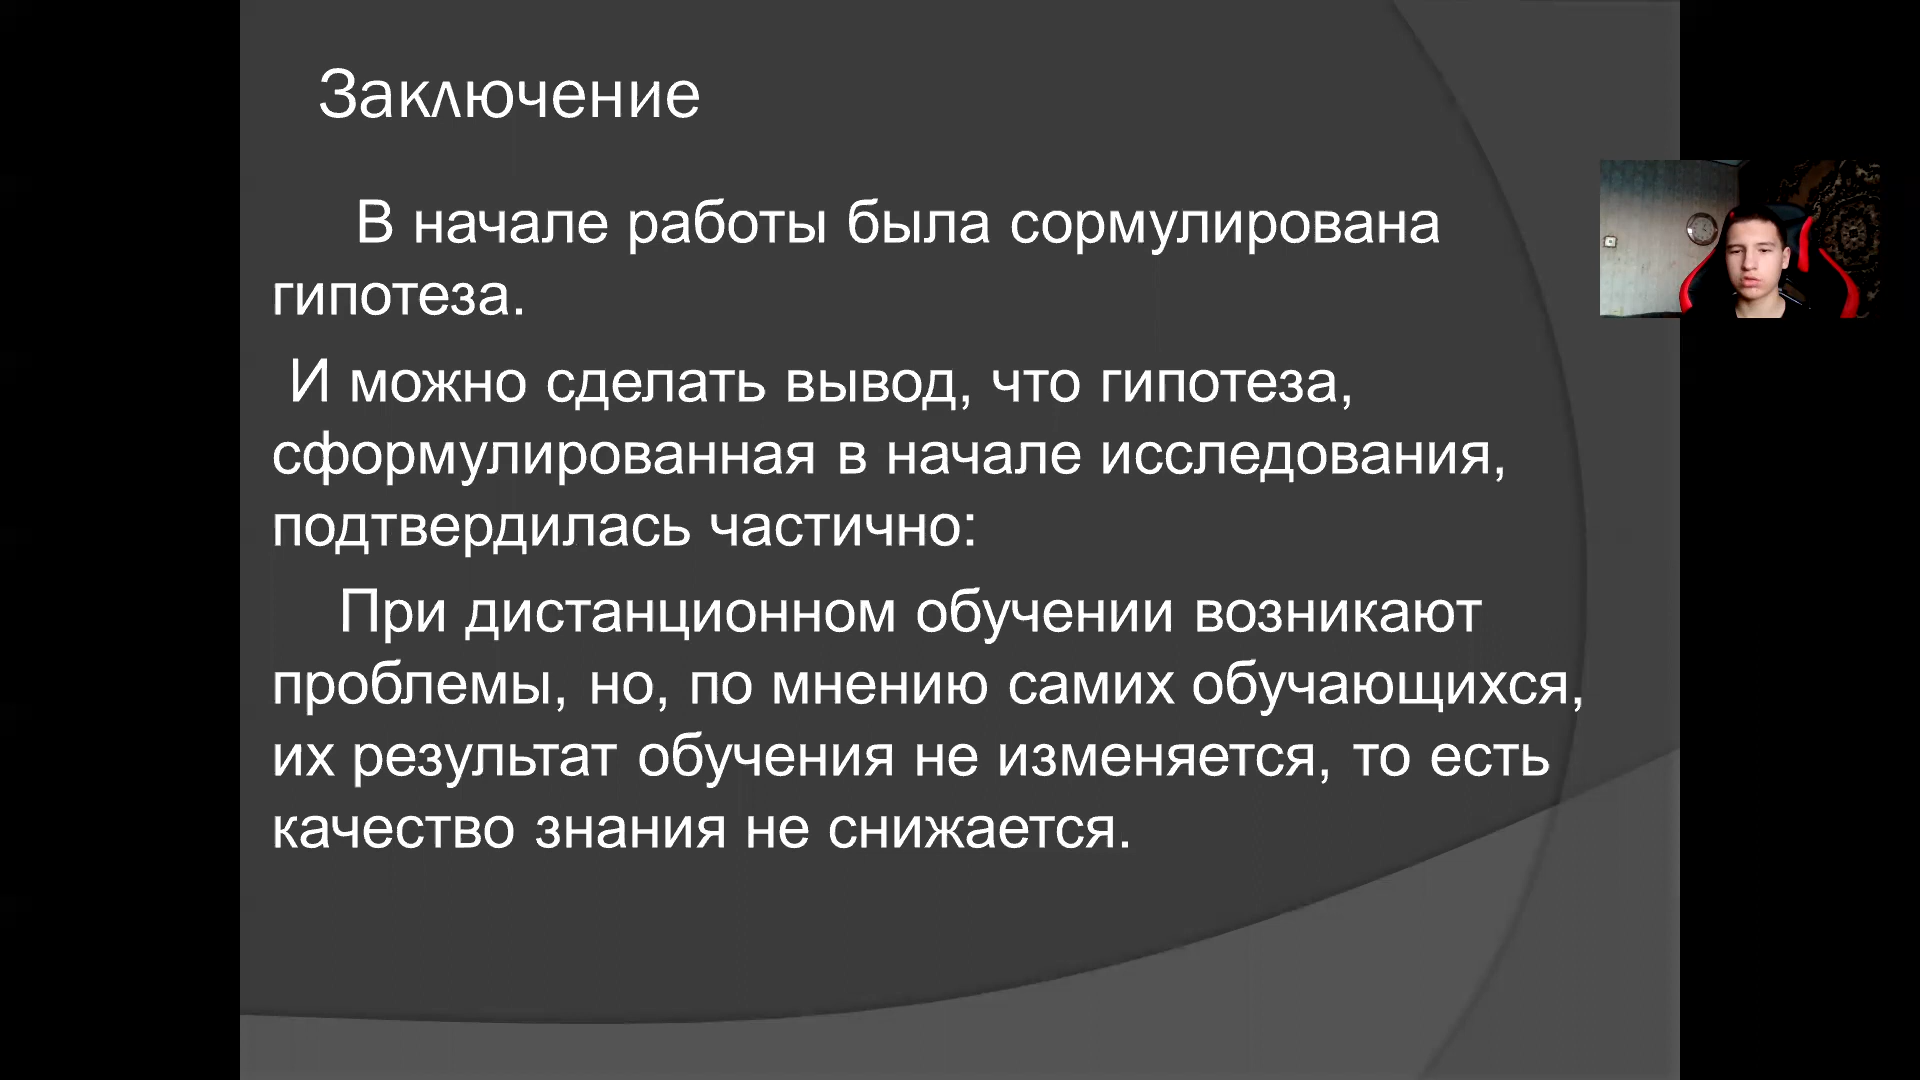 Заключение
В начале работы была сормулирована
гипотеза.
И можно сделать вывод, что гипотеза,
сформулированная в начале исследования,
подтвердилась частично:
При дистанционном обучении возникают
проблемы, но, по мнению самих обучающихся,
их результат обучения не изменяется, то есть
качество знания не снижается.